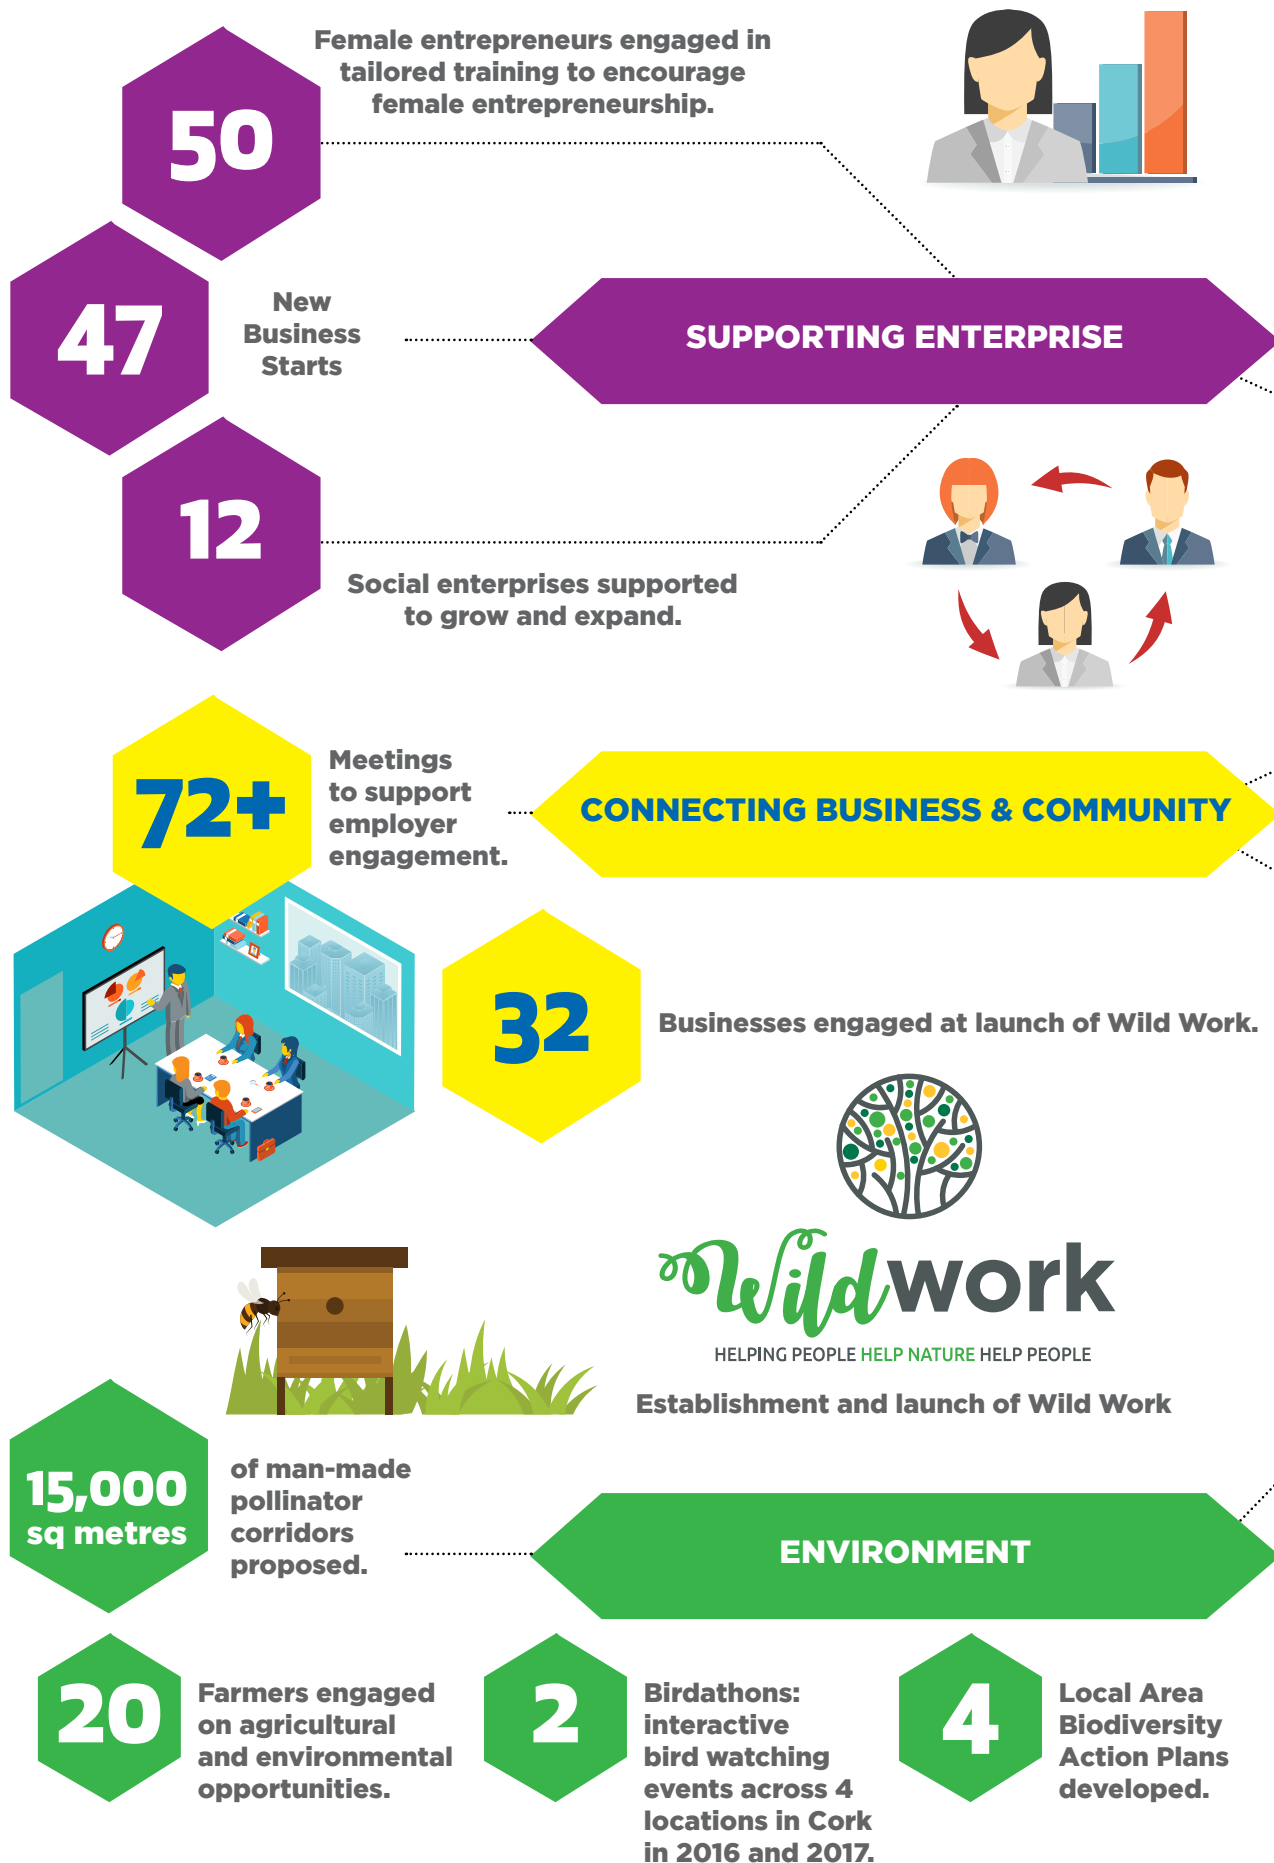 Female entrepreneurs engaged in
tailored training to encourage
female entrepreneurship.
50
47
New
Business
Starts
SUPPORTING ENTERPRISE
12
Social enterprises supported
to grow and expand.
72+
Meetings
to support
employer
engagement.
CONNECTING BUSINESS & COMMUNITY
32
Businesses engaged at launch of Wild Work.
Wildwork
HELPING PEOPLE HELP NATURE HELP PEOPLE
Establishment and launch of Wild Work
15,000
sq metres
of man-made
pollinator
corridors
proposed.
ENVIRONMENT
20
Farmers engaged
on agricultural
and environmental
opportunities.
2
Birdathons:
interactive
bird watching
events across 4
locations in Cork
in 2016 and 2017.
4
Local Area
Biodiversity
Action Plans
developed.